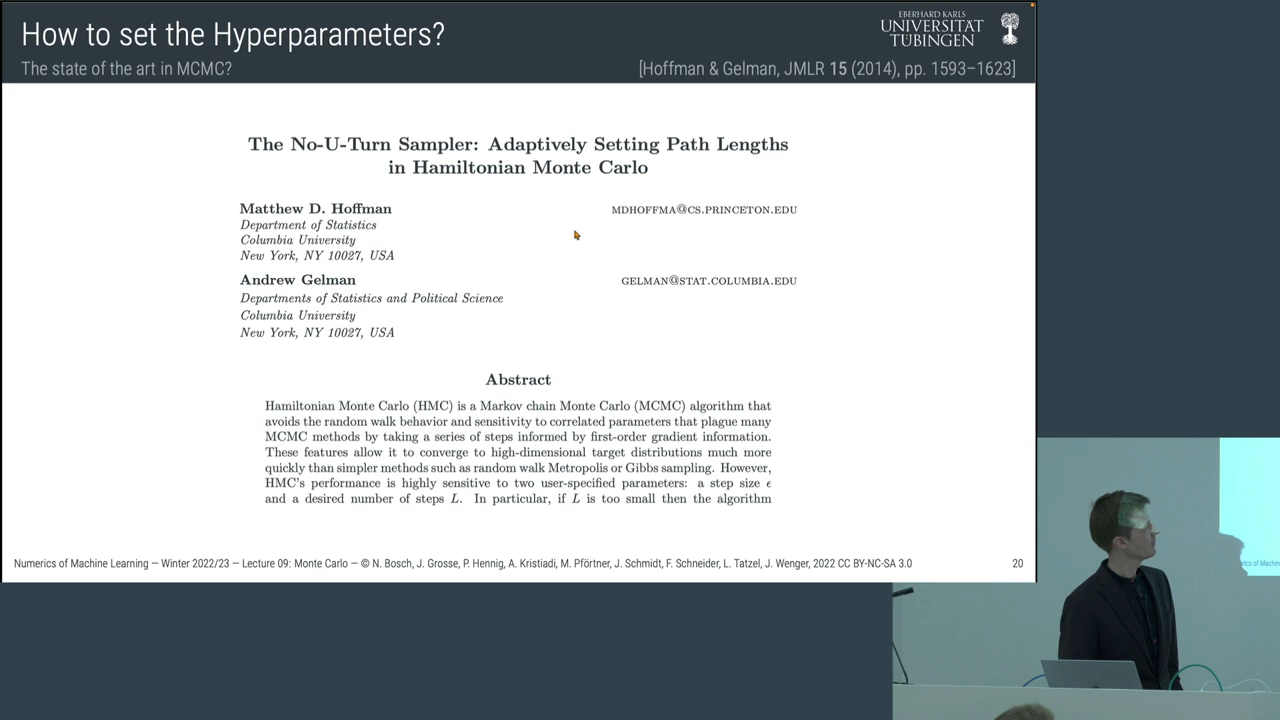 How to set the Hyperparameters?
The state of the art in MCMC?
[Hoffman & Gelman, JMLR 15 (2014), pp. 1593–1623]
EBERHARD KARLS
UNIVERSITÄT
TÜBINGEN
The No-U-Turn Sampler: Adaptively Setting Path Lengths
in Hamiltonian Monte Carlo
Matthew D. Hoffman
MDHOFFMA@CS.PRINCETON.EDU
Department of Statistics
Columbia University
New York, NY 10027, USA
Andrew Gelman
GELMAN@STAT.COLUMBIA.EDU
Departments of Statistics and Political Science
Columbia University
New York, NY 10027, USA
Abstract
Hamiltonian Monte Carlo (HMC) is a Markov chain Monte Carlo (MCMC) algorithm that
avoids the random walk behavior and sensitivity to correlated parameters that plague many
MCMC methods by taking a series of steps informed by first-order gradient information.
These features allow it to converge to high-dimensional target distributions much more
quickly than simpler methods such as random walk Metropolis or Gibbs sampling. However,
HMC's performance is highly sensitive to two user-specified parameters: a step size ϵ
and a desired number of steps L. In particular, if L is too small then the algorithm
Numerics of Machine Learning — Winter 2022/23 — Lecture 09: Monte Carlo — © N. Bosch, J. Grosse, P. Hennig, A. Kristiadi, M. Pförtner, J. Schmidt, F. Schneider, L. Tatzel, J. Wenger, 2022 CC BY-NC-SA 3.0
20